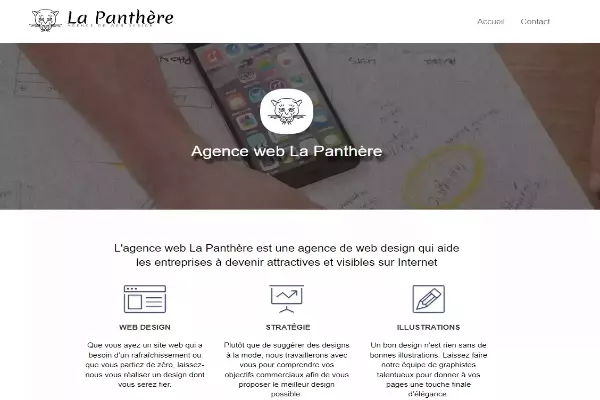 La Panthère
AGENCE DE WEB DESIGN
Accueil
Contact
Agence web La Panthère
L'agence web La Panthère est une agence de web design qui aide
les entreprises à devenir attractives et visibles sur Internet
WEB DESIGN
Que vous ayez un site web qui a
besoin d'un rafraîchissement ou
que vous partiez de zéro, laissez-
nous vous réaliser un design dont
vous serez fier.
STRATÉGIE
Plutôt que de suggérer des designs
à la mode, nous travaillerons avec
vous pour comprendre vos
objectifs commerciaux afin de vous
proposer le meilleur design
possible
ILLUSTRATIONS
Un bon design n'est rien sans de
bonnes illustrations. Laissez faire
notre équipe de graphistes
talentueux pour donner à vos
pages une touche finale
d'élégance